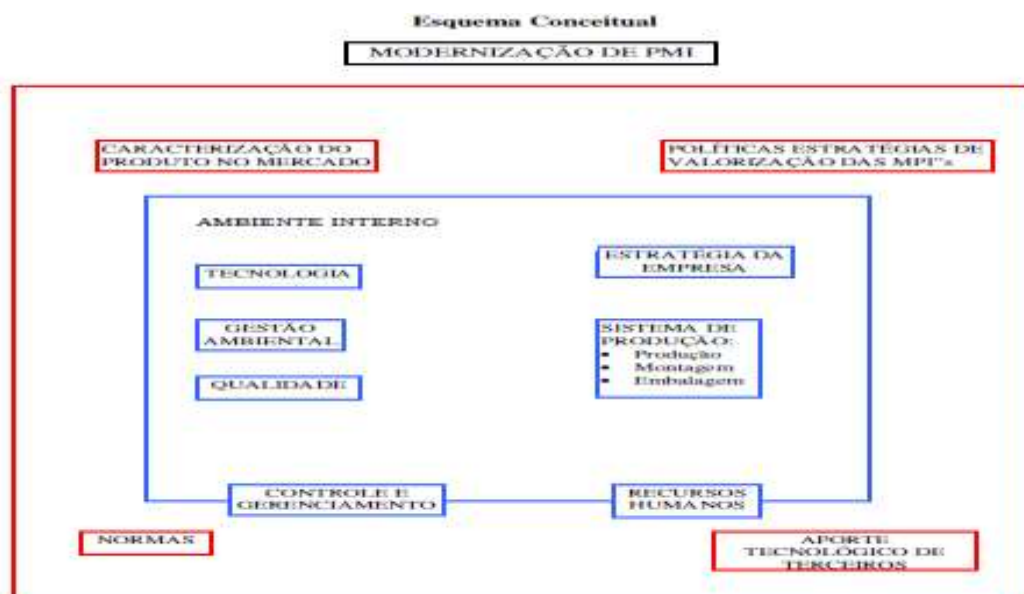 Esquema Conceitual
MODERNIZAÇÃO DE PMI
CARACTERIZAÇÃO DO
PRODUTO NO MERCADO
POLÍTICAS ESTRATÉGIAS DE
VALORIZAÇÃO DAS MPI"s
AMBIENTE INTERNO
TECNOLOGIA
ESTRATÉGIA DA
EMPRESA
GESTÃO
AMBIENTAL
SISTEMA DE
PRODUÇÃO:
• Produção
• Montagem
• Embalagem
QUALIDADE
CONTROLE E
GERENCIAMENTO
RECURSOS
HUMANOS
NORMAS
APORTE
TECNOLÓGICO DE
TERCEIROS